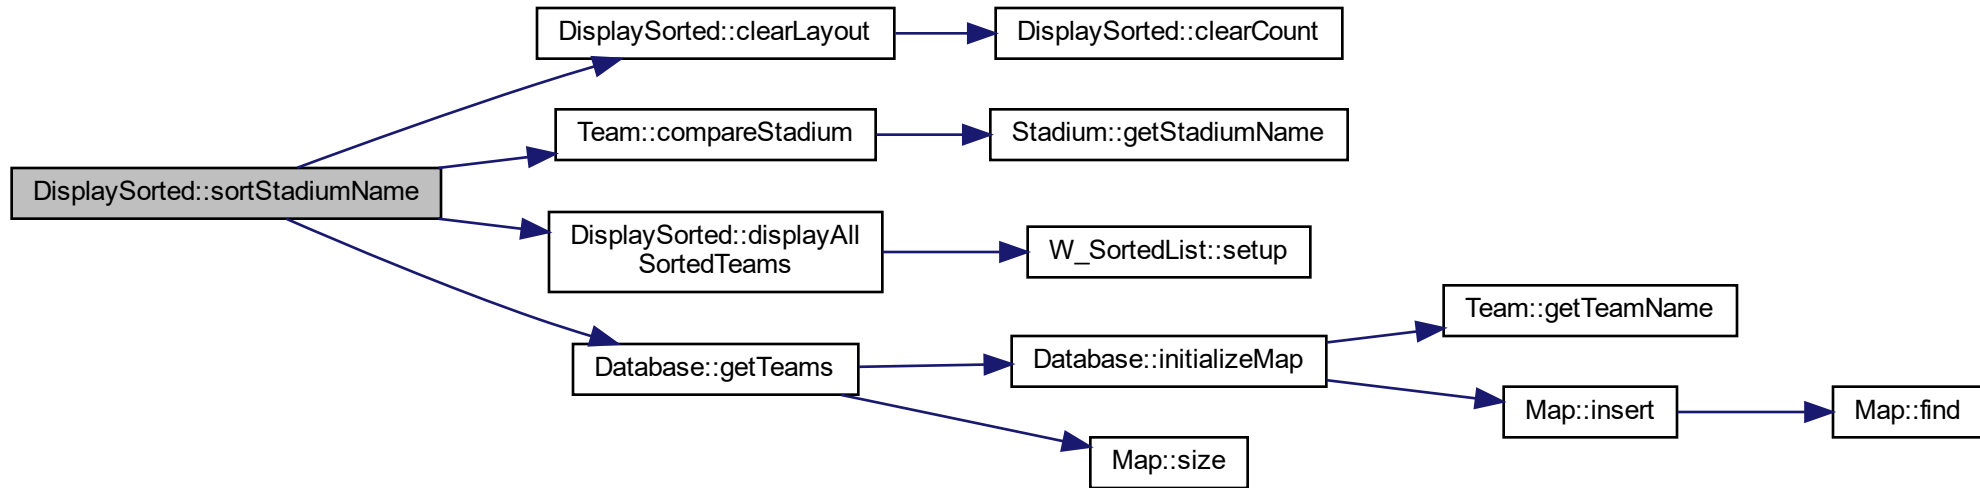 DisplaySorted::clearLayout
DisplaySorted::clearCount
Team::compareStadium
Stadium::getStadiumName
DisplaySorted::sortStadiumName
DisplaySorted::displayAll
SortedTeams
W_SortedList::setup
Team::getTeamName
Database::getTeams
Database::initializeMap
Map::insert
Map::find
Map::size